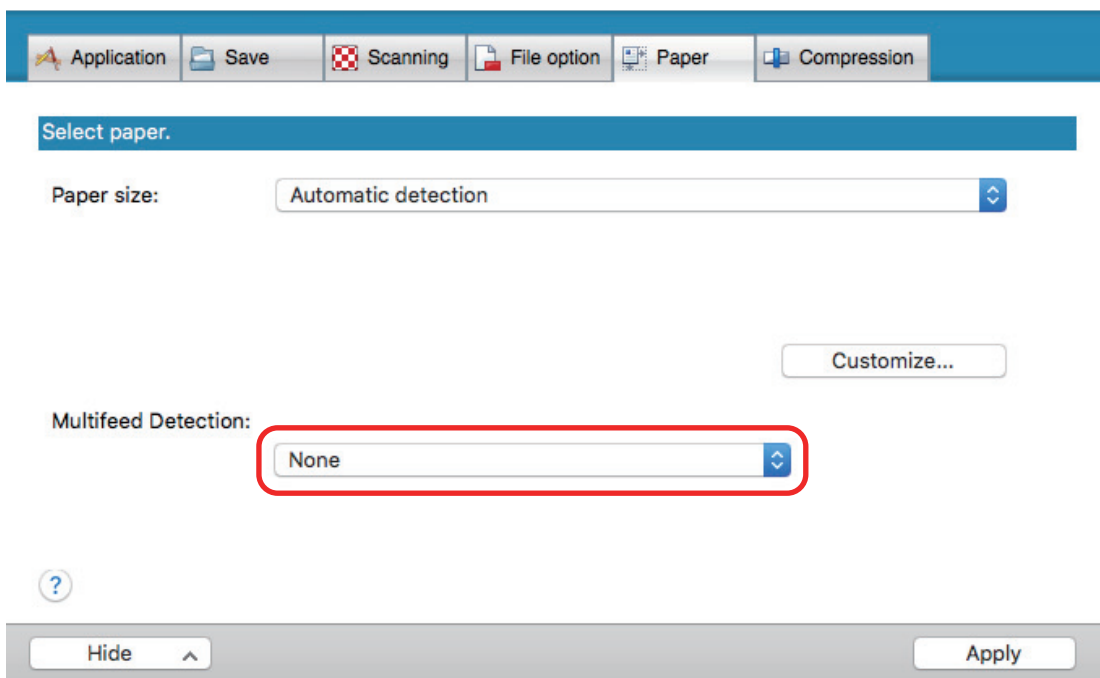 Application Save Scanning File option Paper Compression
Select paper.
Paper size: Automatic detection
Customize...
Multifeed Detection:
None
?
Hide Apply